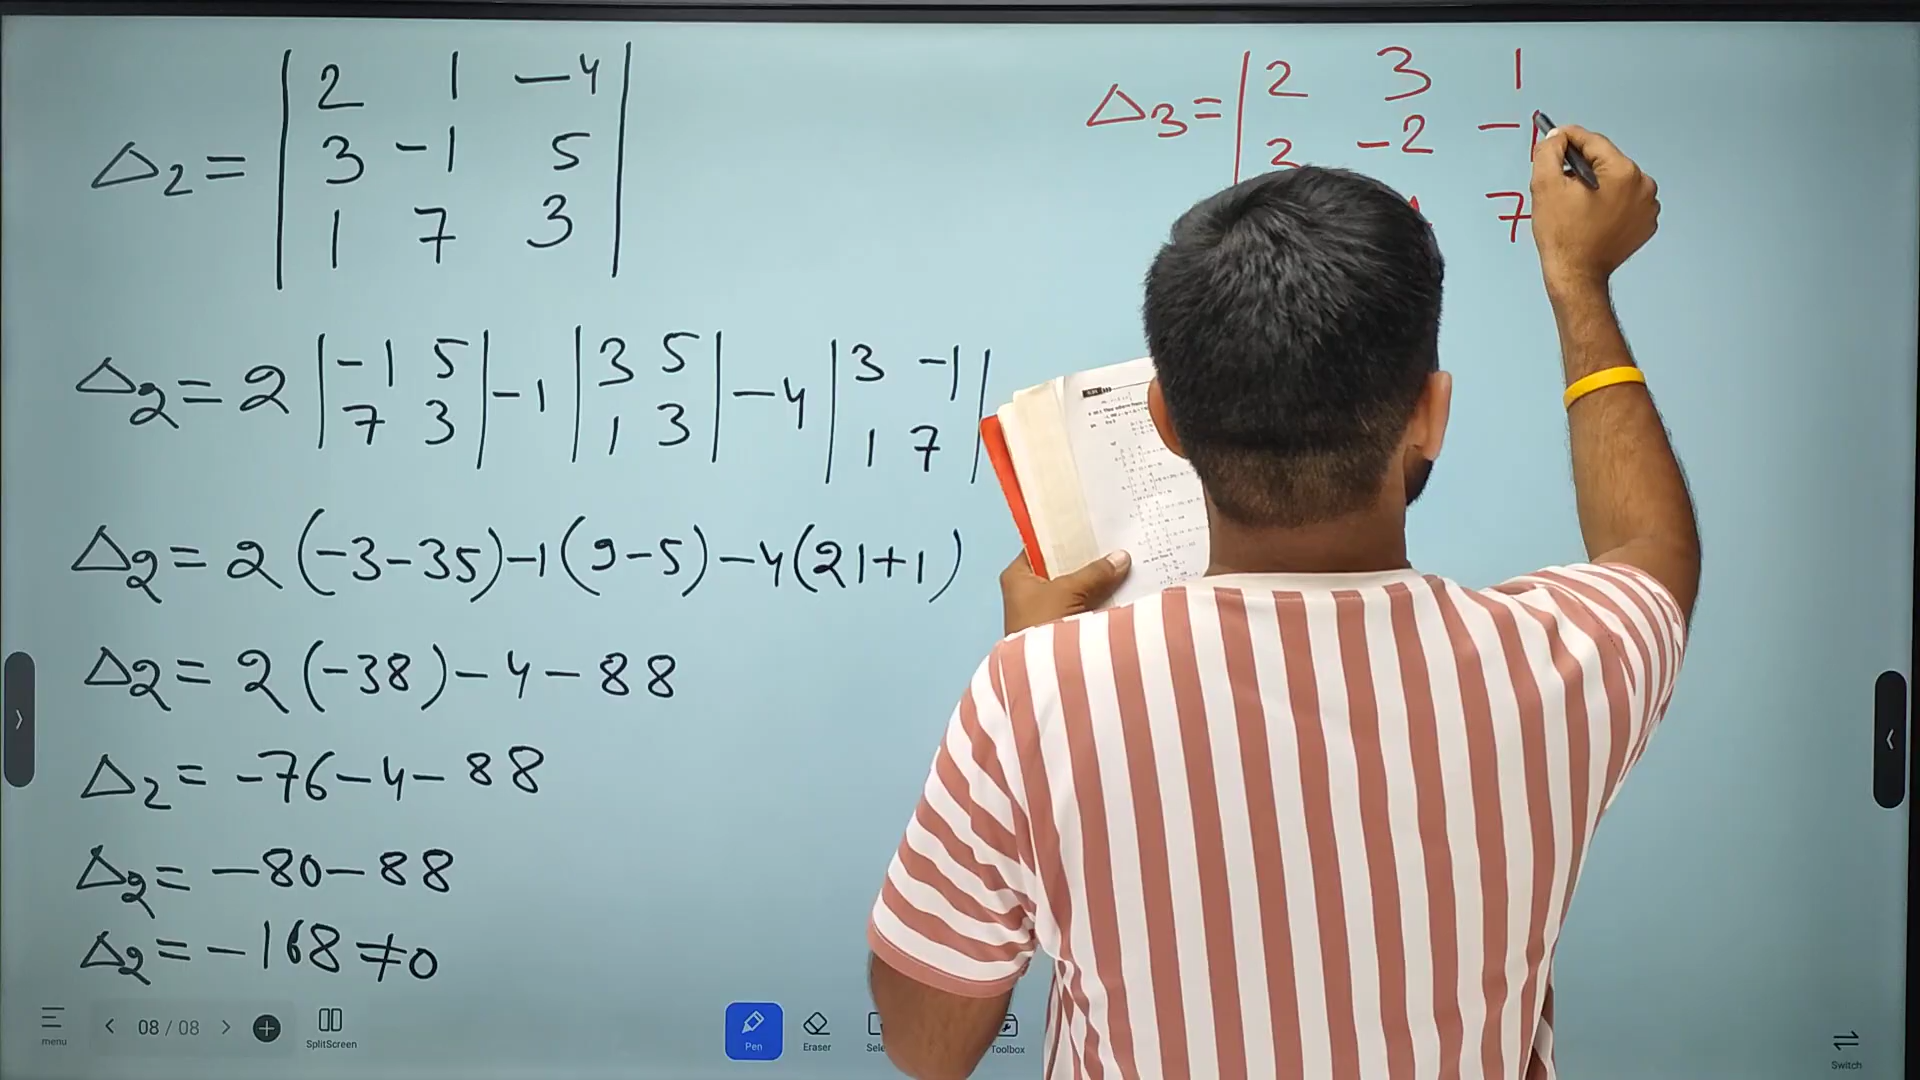 2 1 -4
Δ2 = 3 -1 5
1 7 3
Δ2 = 2 |-1 5| -1 |3 5| -4 |3 -1|
7 3 1 3 1 7
Δ2 = 2 (-3-35) -1 (9-5) -4 (21+1)
Δ2 = 2 (-38) - 4 - 88
Δ2 = -76 - 4 - 88
Δ2 = -80 - 88
Δ2 = -168 ≠ 0
2 3 1
Δ3 = -2 -1
7
menu
08 / 08
SplitScreen
Pen
Eraser
Toolbox
Switch